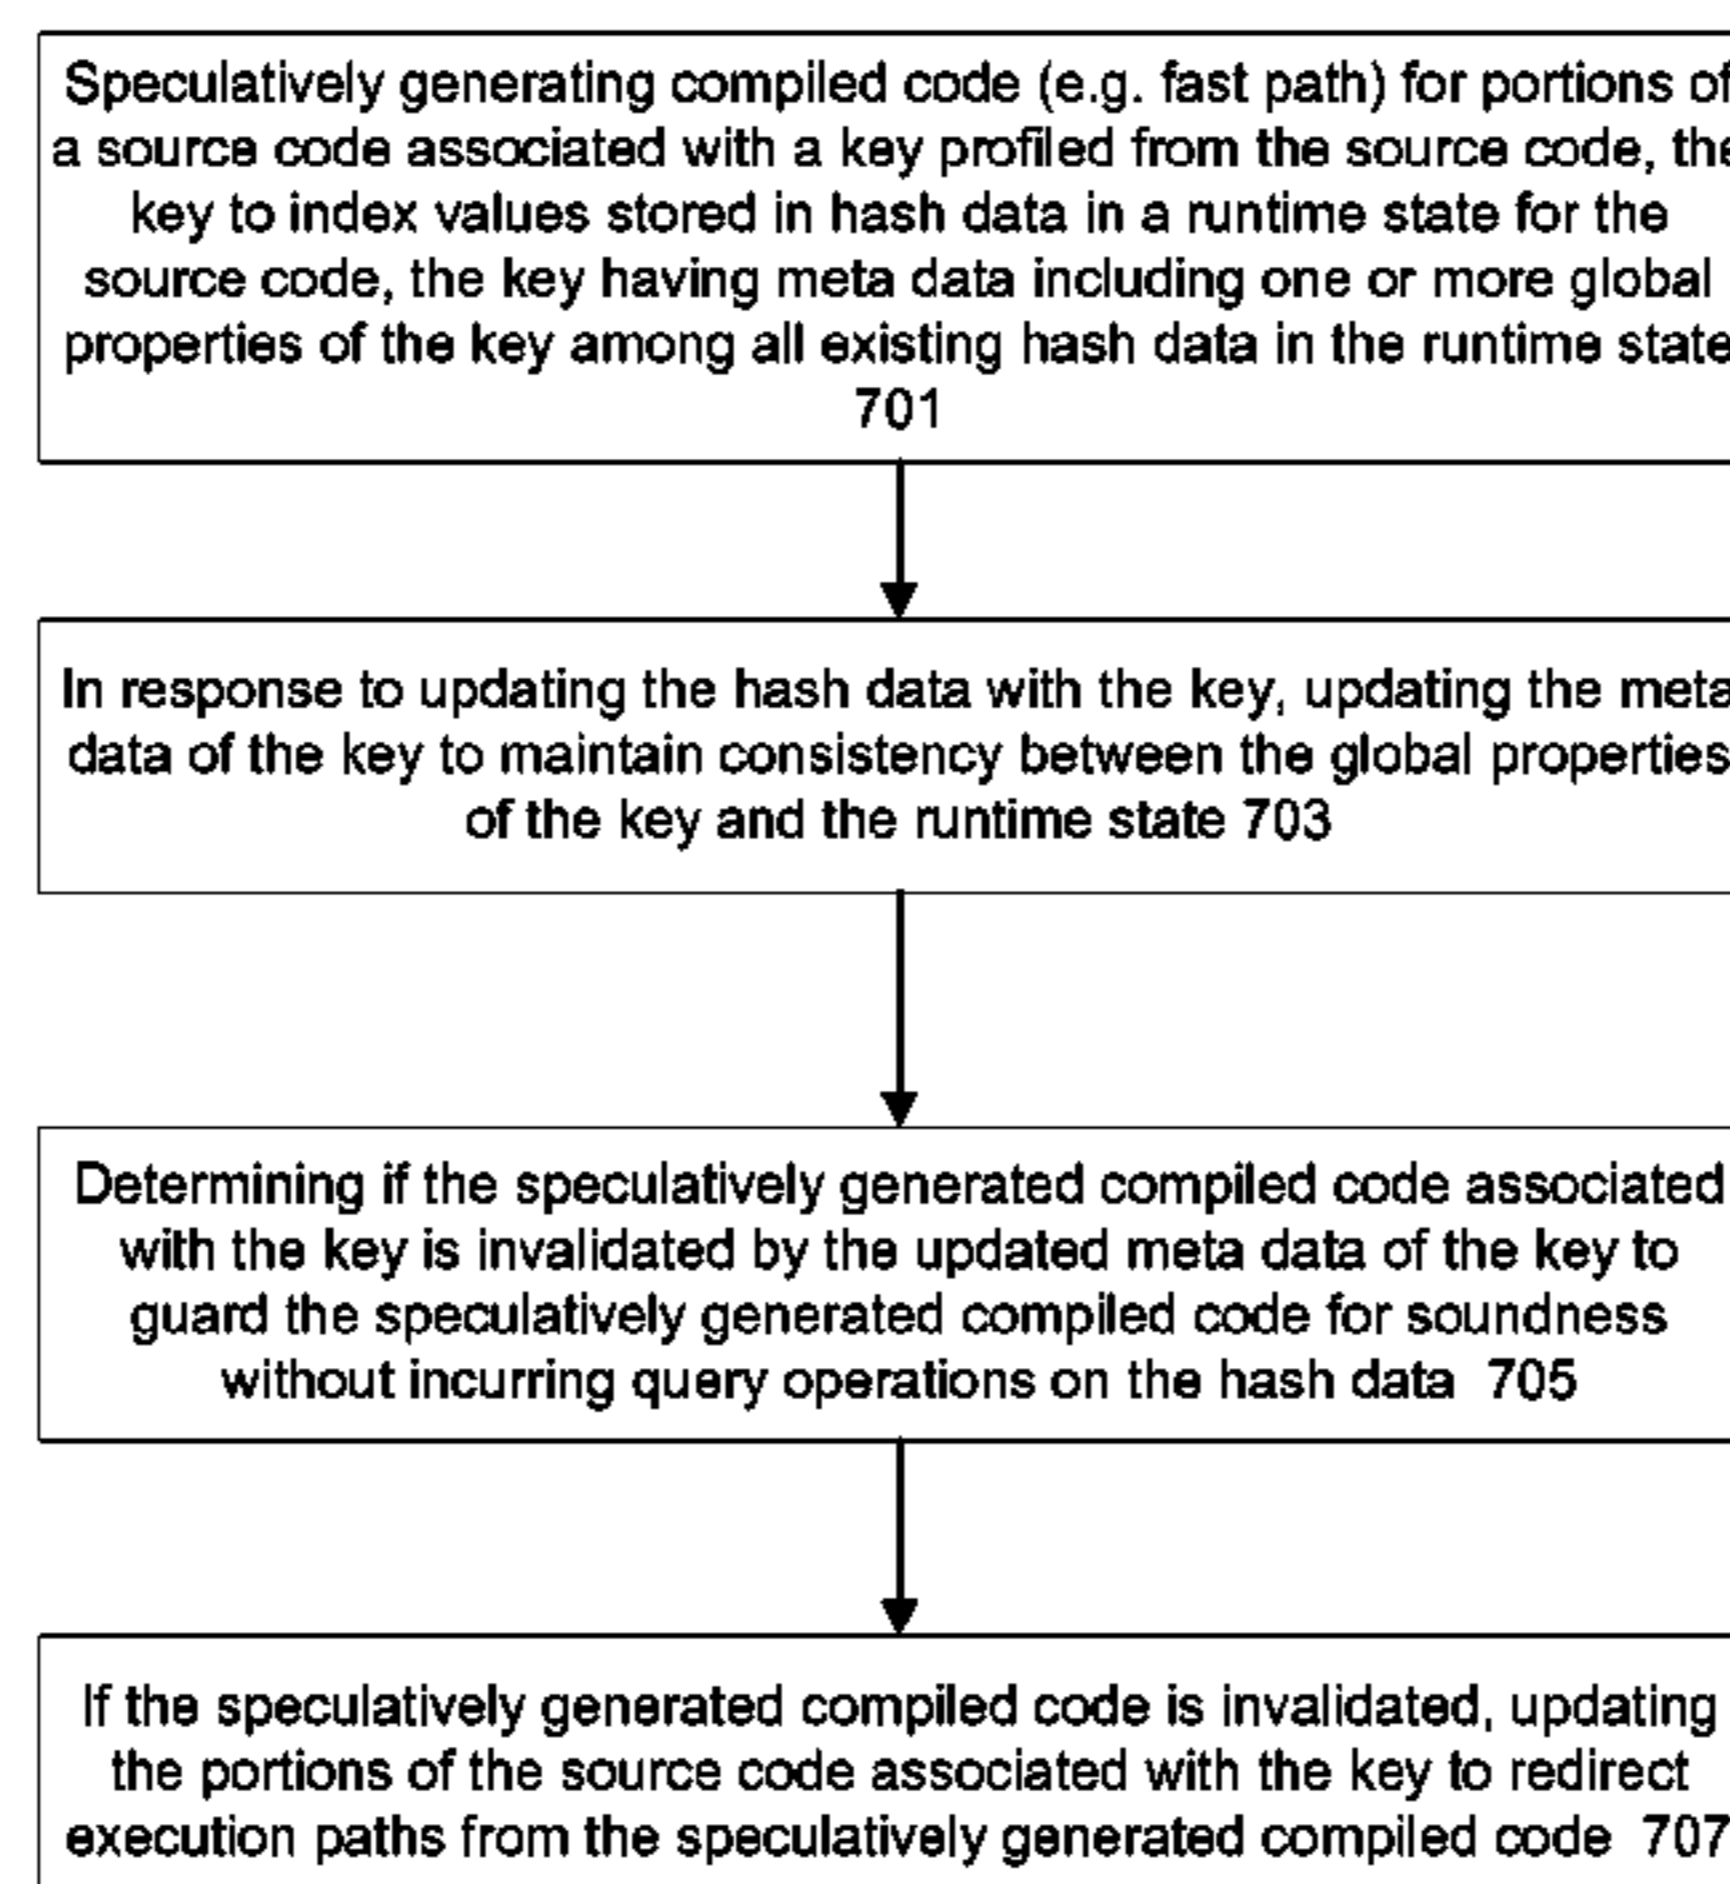 Speculatively generating compiled code (e.g. fast path) for portions of
a source code associated with a key profiled from the source code, the
key to index values stored in hash data in a runtime state for the
source code, the key having meta data including one or more global
properties of the key among all existing hash data in the runtime state
701
In response to updating the hash data with the key, updating the meta
data of the key to maintain consistency between the global properties
of the key and the runtime state 703
Determining if the speculatively generated compiled code associated
with the key is invalidated by the updated meta data of the key to
guard the speculatively generated compiled code for soundness
without incurring query operations on the hash data 705
If the speculatively generated compiled code is invalidated, updating
the portions of the source code associated with the key to redirect
execution paths from the speculatively generated compiled code 707